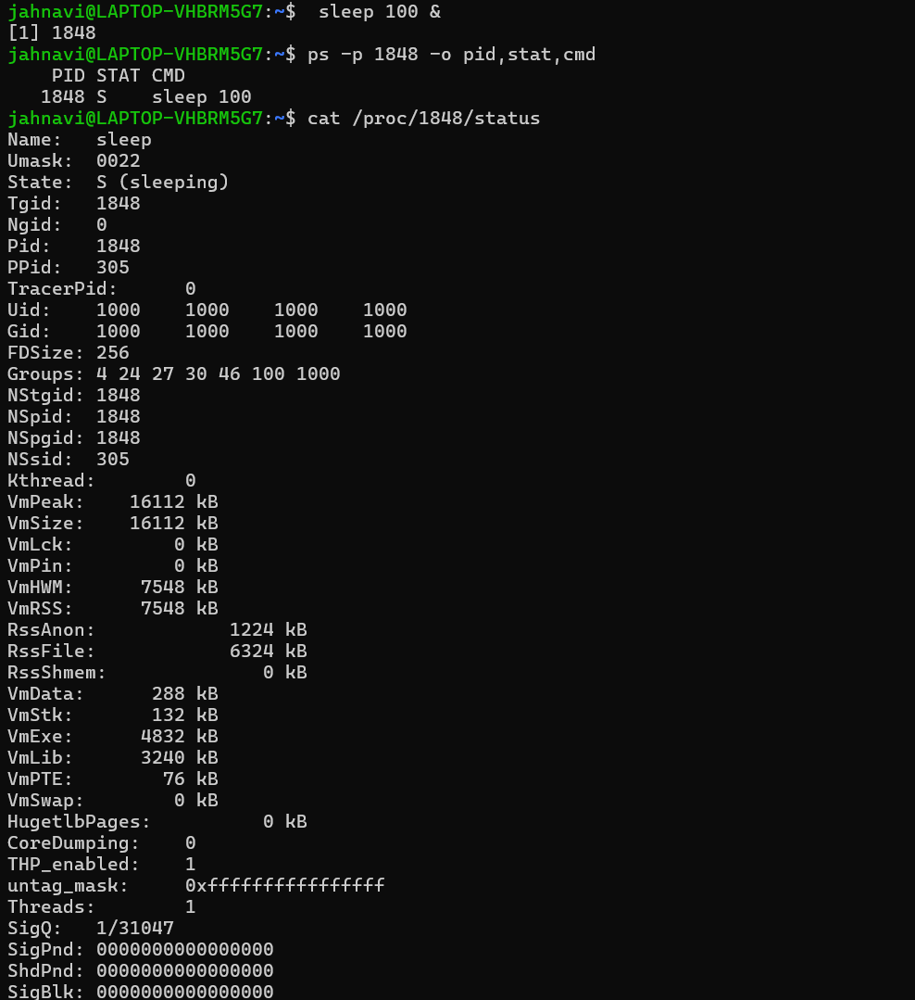 jahnavi@LAPTOP-VHBRM5G7:~$  sleep 100 &
[1] 1848
jahnavi@LAPTOP-VHBRM5G7:~$ ps -p 1848 -o pid,stat,cmd
    PID STAT CMD
   1848 S    sleep 100
jahnavi@LAPTOP-VHBRM5G7:~$ cat /proc/1848/status
Name:   sleep
Umask:  0022
State:  S (sleeping)
Tgid:   1848
Ngid:   0
Pid:    1848
PPid:   305
TracerPid:      0
Uid:    1000    1000    1000    1000
Gid:    1000    1000    1000    1000
FDSize: 256
Groups: 4 24 27 30 46 100 1000
NStgid: 1848
NSpid:  1848
NSpgid: 1848
NSsid:  305
Kthread:        0
VmPeak:    16112 kB
VmSize:    16112 kB
VmLck:         0 kB
VmPin:         0 kB
VmHWM:      7548 kB
VmRSS:      7548 kB
RssAnon:            1224 kB
RssFile:            6324 kB
RssShmem:              0 kB
VmData:      288 kB
VmStk:       132 kB
VmExe:      4832 kB
VmLib:      3240 kB
VmPTE:        76 kB
VmSwap:        0 kB
HugetlbPages:          0 kB
CoreDumping:    0
THP_enabled:    1
untag_mask:     0xffffffffffffffff
Threads:        1
SigQ:   1/31047
SigPnd: 0000000000000000
ShdPnd: 0000000000000000
SigBlk: 0000000000000000